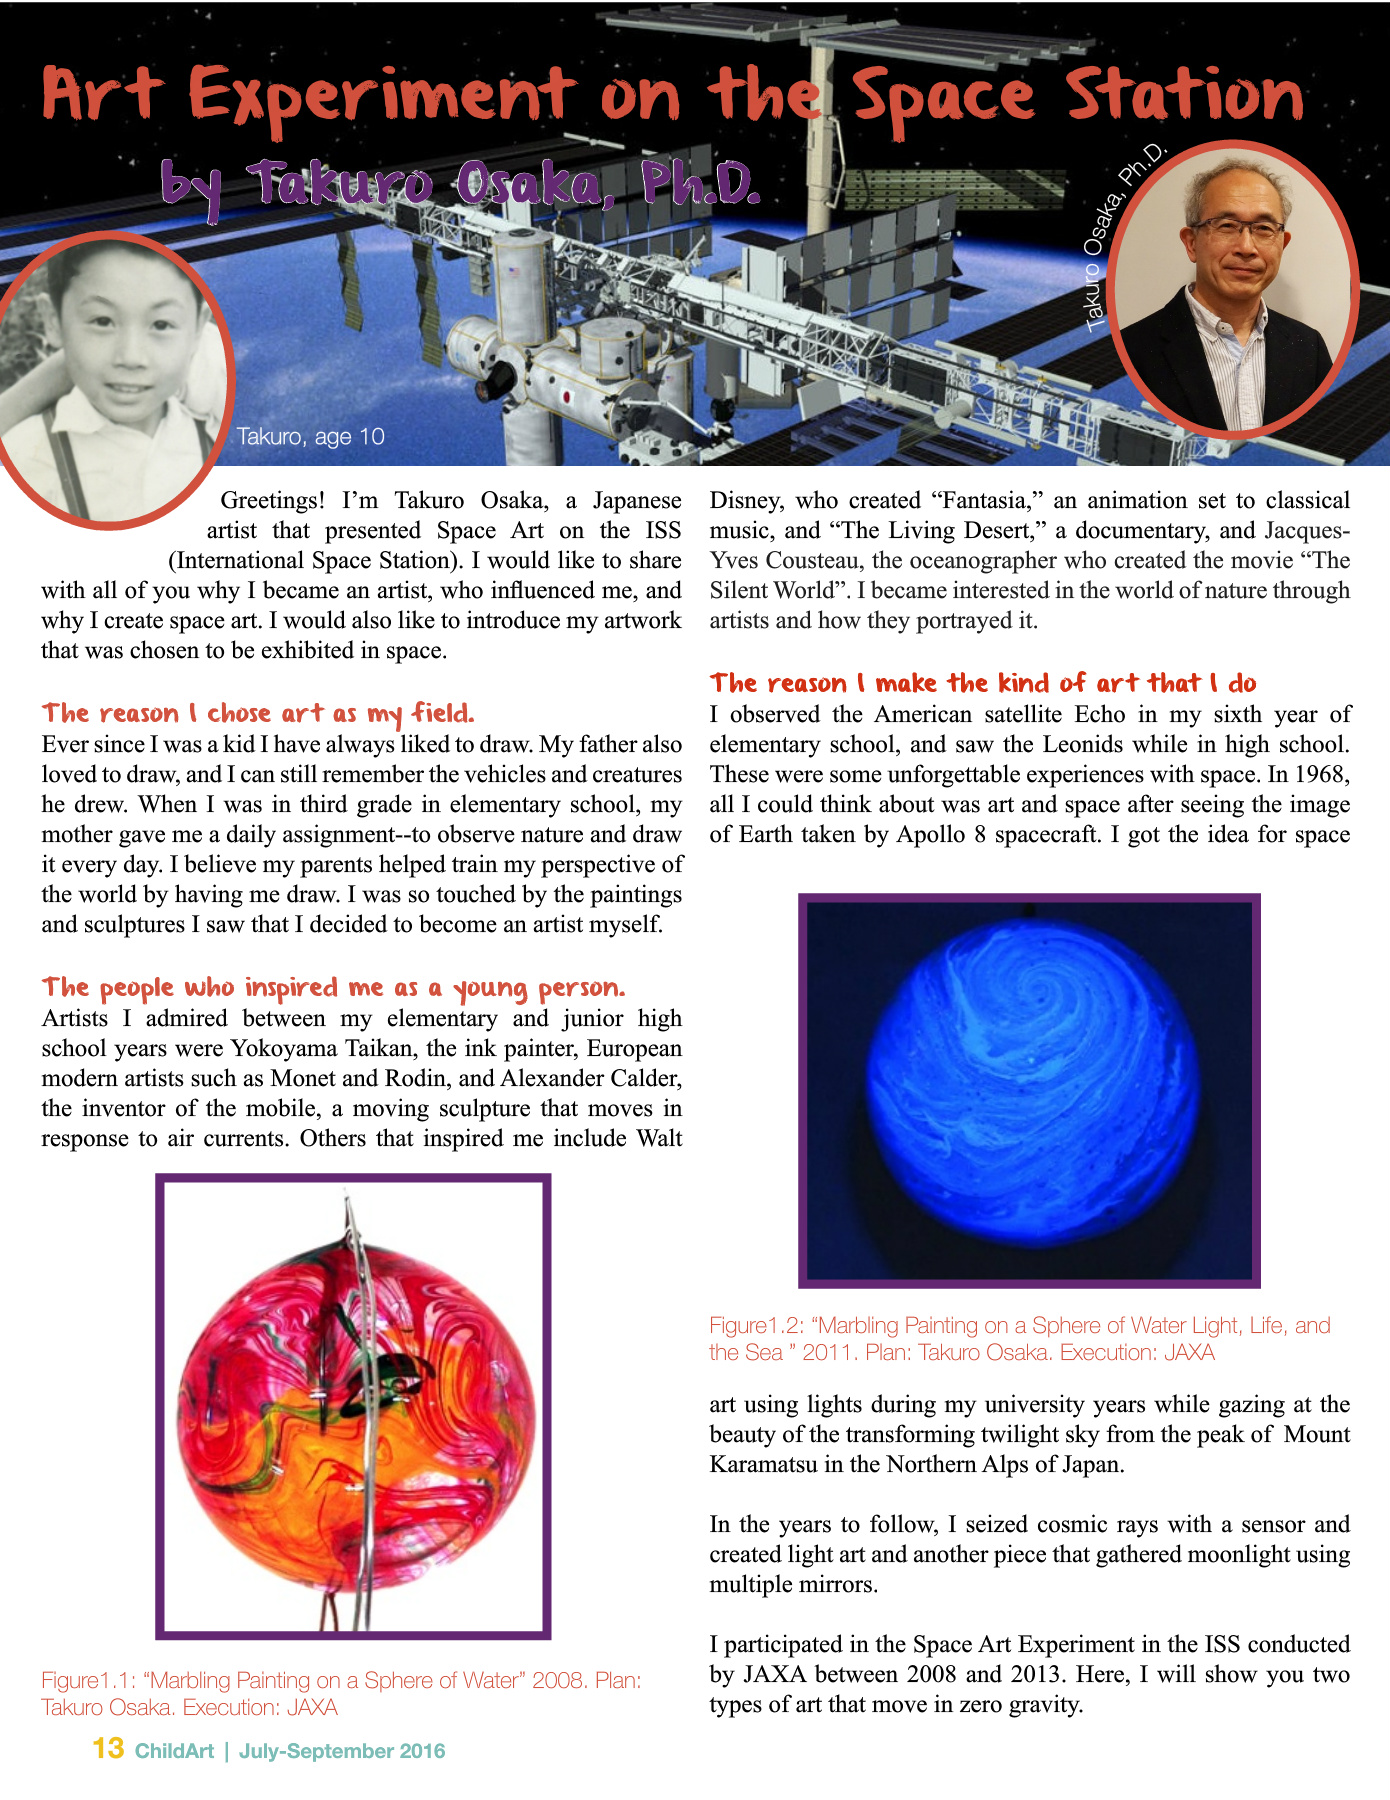 Art Experiment on the Space Station
by Takuro Osaka, Ph.D.
Takuro Osaka, Ph.D.
Takuro, age 10
Greetings! I’m Takuro Osaka, a Japanese
artist that presented Space Art on the ISS
(International Space Station). I would like to share
with all of you why I became an artist, who influenced me, and
why I create space art. I would also like to introduce my artwork
that was chosen to be exhibited in space.
The reason I chose art as my field.
Ever since I was a kid I have always liked to draw. My father also
loved to draw, and I can still remember the vehicles and creatures
he drew. When I was in third grade in elementary school, my
mother gave me a daily assignment--to observe nature and draw
it every day. I believe my parents helped train my perspective of
the world by having me draw. I was so touched by the paintings
and sculptures I saw that I decided to become an artist myself.
The people who inspired me as a young person.
Artists I admired between my elementary and junior high
school years were Yokoyama Taikan, the ink painter, European
modern artists such as Monet and Rodin, and Alexander Calder,
the inventor of the mobile, a moving sculpture that moves in
response to air currents. Others that inspired me include Walt
Figure1.1: “Marbling Painting on a Sphere of Water” 2008. Plan:
Takuro Osaka. Execution: JAXA
Disney, who created “Fantasia,” an animation set to classical
music, and “The Living Desert,” a documentary, and Jacques-
Yves Cousteau, the oceanographer who created the movie “The
Silent World”. I became interested in the world of nature through
artists and how they portrayed it.
The reason I make the kind of art that I do
I observed the American satellite Echo in my sixth year of
elementary school, and saw the Leonids while in high school.
These were some unforgettable experiences with space. In 1968,
all I could think about was art and space after seeing the image
of Earth taken by Apollo 8 spacecraft. I got the idea for space
Figure1.2: “Marbling Painting on a Sphere of Water Light, Life, and
the Sea ” 2011. Plan: Takuro Osaka. Execution: JAXA
art using lights during my university years while gazing at the
beauty of the transforming twilight sky from the peak of Mount
Karamatsu in the Northern Alps of Japan.
In the years to follow, I seized cosmic rays with a sensor and
created light art and another piece that gathered moonlight using
multiple mirrors.
I participated in the Space Art Experiment in the ISS conducted
by JAXA between 2008 and 2013. Here, I will show you two
types of art that move in zero gravity.
13 ChildArt | July-September 2016